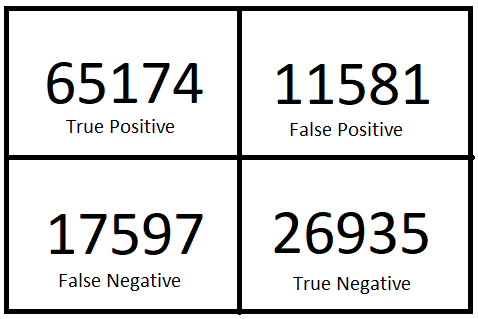 65174 11581
True Positive False Positive
17597 26935
False Negative True Negative